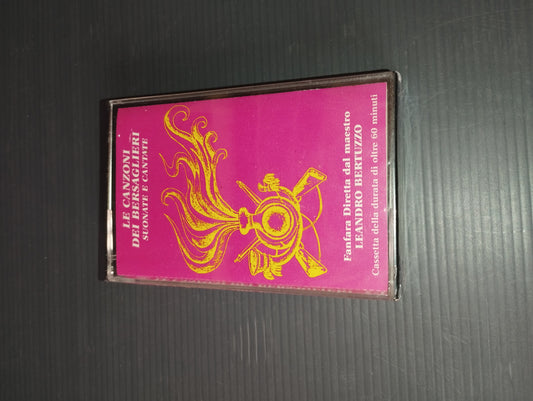 LE CANZONI
DEI BERSAGLIERI
SUONATE E CANTATE
Fanfara Diretta dal maestro
LEANDRO BERTUZZO
Cassetta della durata di oltre 60 minuti